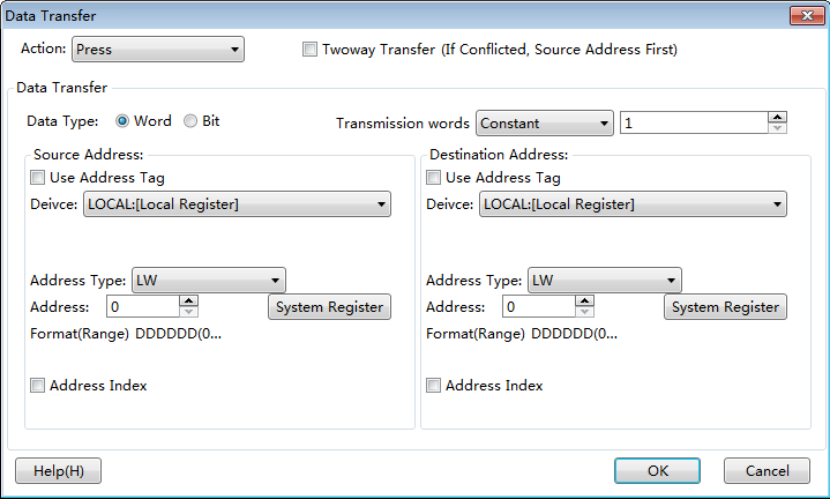 Data Transfer
Action: Press Twoway Transfer (If Conflicted, Source Address First)
Data Transfer
Data Type: Word Bit Transmission words Constant 1
Source Address: Destination Address:
Use Address Tag Use Address Tag
Deivce: LOCAL:[Local Register] Deivce: LOCAL:[Local Register]
Address Type: LW Address Type: LW
Address: 0 System Register Address: 0 System Register
Format(Range) DDDDDD(0... Format(Range) DDDDDD(0...
Address Index Address Index
Help(H) OK Cancel